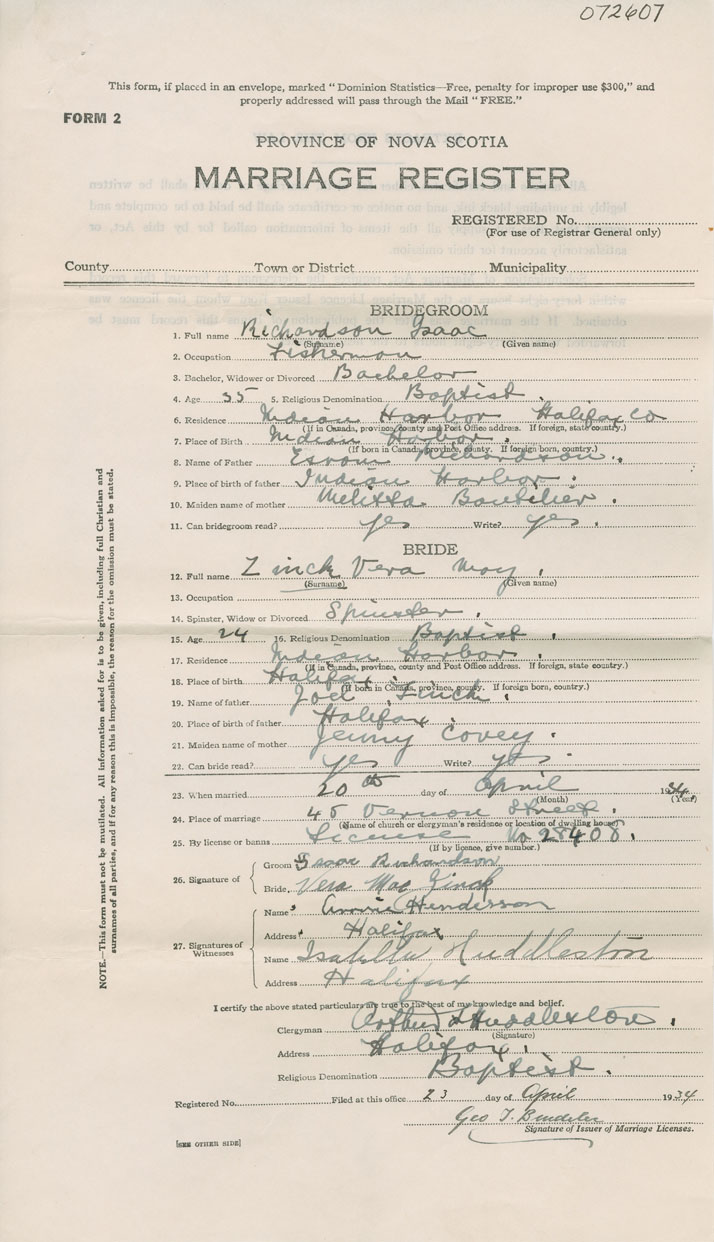 072607
This form, if placed in an envelope, marked "Dominion Statistics—Free, penalty for improper use $300," and
properly addressed will pass through the Mail "FREE."
FORM 2
PROVINCE OF NOVA SCOTIA
MARRIAGE REGISTER
REGISTERED No.
(For use of Registrar General only)
County Town or District Municipality
BRIDEGROOM
1. Full name Richardson Isaac
(Surname) (Given name)
2. Occupation Fisherman
3. Bachelor, Widower or Divorced Bachelor
4. Age 35 5. Religious Denomination Baptist.
6. Residence Indian Harbor Halifax Co
(If in Canada, province, county and Post Office address. If foreign, state country.)
7. Place of Birth Indian Harbor.
(If born in Canada, province, county. If foreign born, country.)
8. Name of Father Richardson.
9. Place of birth of father Indian Harbor.
10. Maiden name of mother Melissa Boutilier.
11. Can bridegroom read? yes Write? yes.
BRIDE
12. Full name Zinck Vera May.
(Surname) (Given name)
13. Occupation
14. Spinster, Widow or Divorced Spinster.
15. Age 24 16. Religious Denomination Baptist.
17. Residence Indian Harbor.
(If in Canada, province, county and Post Office address. If foreign, state country.)
18. Place of birth Halifax.
(If born in Canada, province, county. If foreign born, country.)
19. Name of father Joel Zinck.
20. Place of birth of father Halifax.
21. Maiden name of mother Jenny Covey.
22. Can bride read? yes Write? yes.
23. When married 20th day of April 1934
(Month) (Year)
24. Place of marriage 45 Vernon Street.
(Name of church or clergyman's residence or location of dwelling house)
25. By license or banns License No 28408.
(If by licence, give number.)
26. Signature of Groom Isaac Richardson
Bride, Vera Mae Zinck
27. Signatures of Witnesses
Name Annie Henderson
Address Halifax
Name Isabella Huddleston
Address Halifax
I certify the above stated particulars are true to the best of my knowledge and belief.
Clergyman Arthur Huddleston.
(Signature)
Address Halifax.
Religious Denomination Baptist.
Registered No. Filed at this office 23 day of April 1934
Geo T.
Signature of Issuer of Marriage Licenses.
[SEE OTHER SIDE]
NOTE.—This form must not be mutilated. All information asked for is to be given, including full Christian and
surnames of all parties, and if for any reason this is impossible, the reason for the omission must be stated.